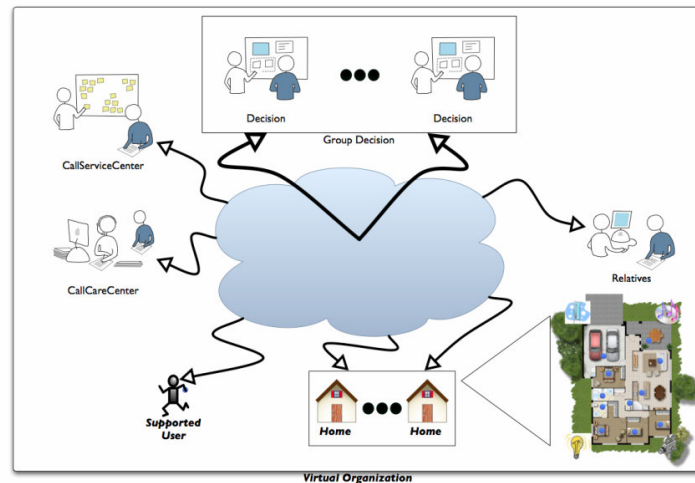 Decision
Decision
Group Decision
CallServiceCenter
CallCareCenter
Relatives
Supported
User
Home
Home
Virtual Organization